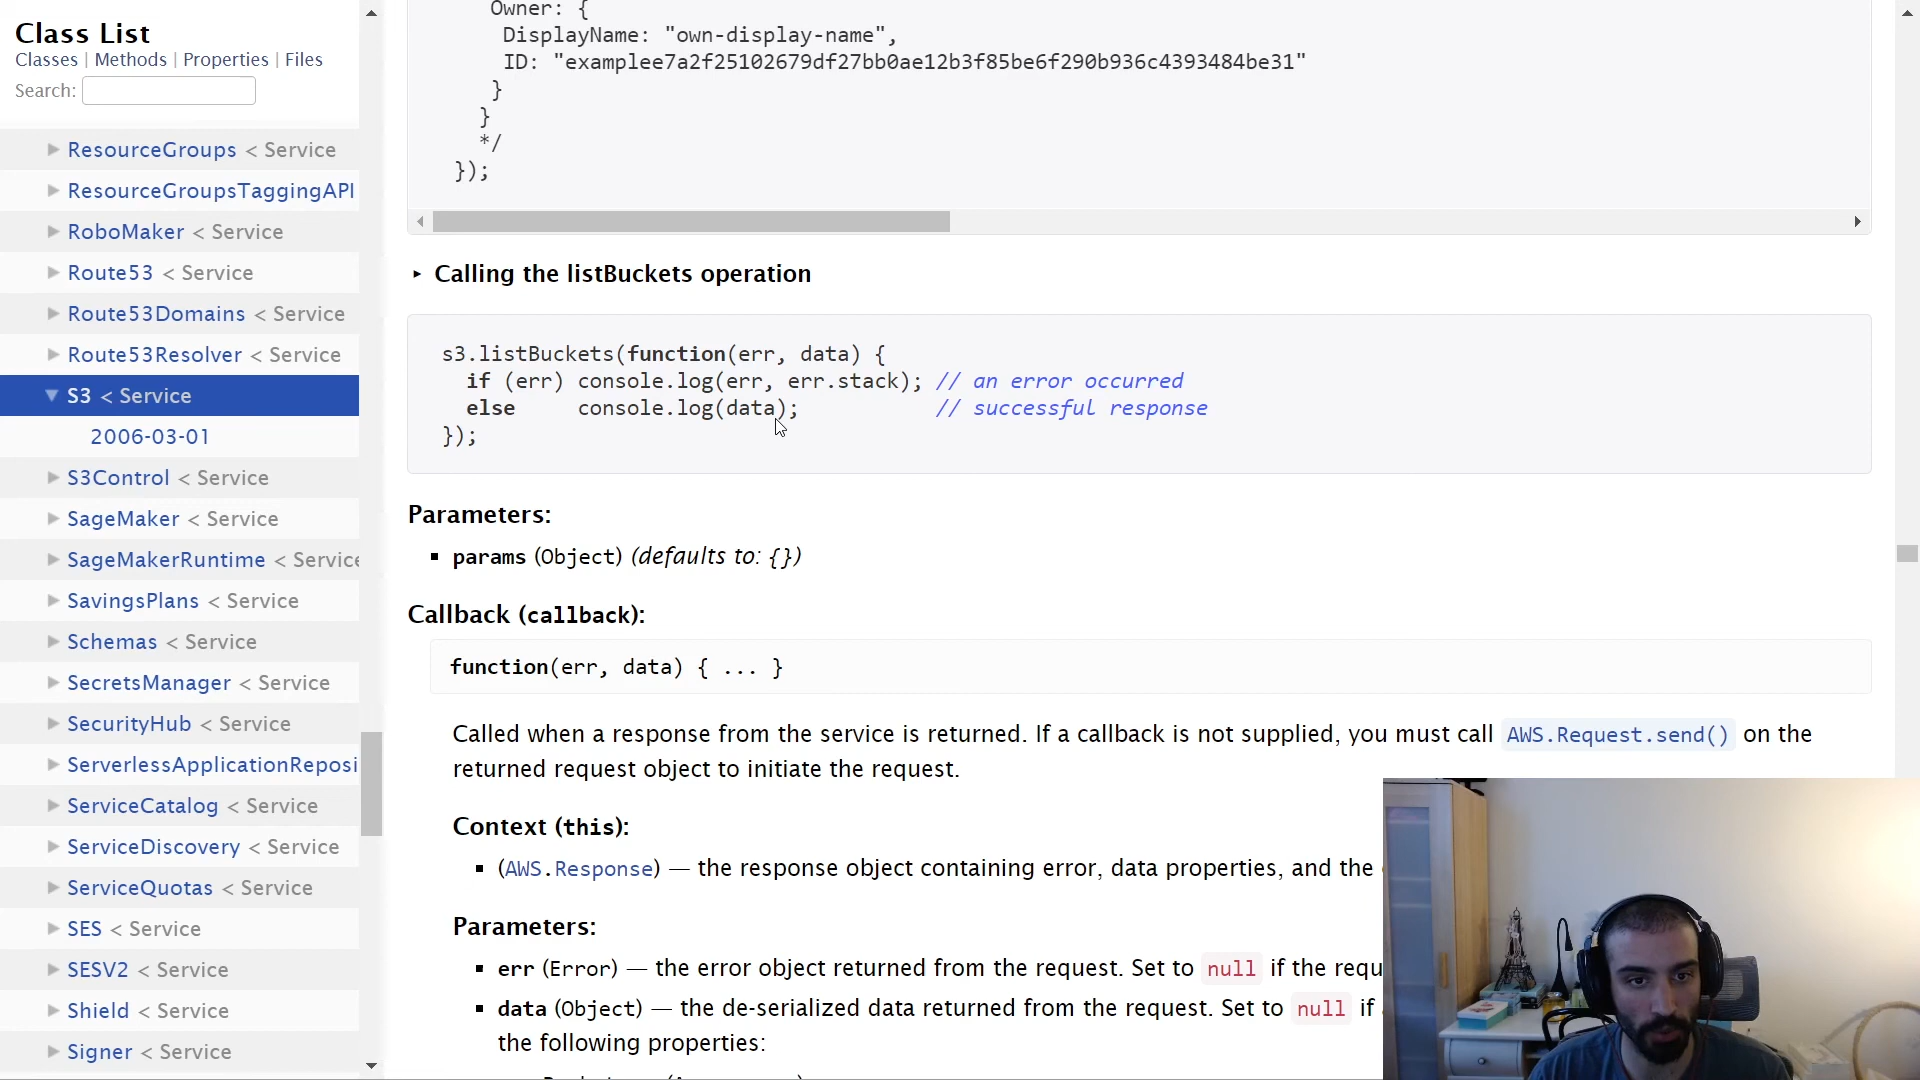 Class List
Classes | Methods | Properties | Files
Search:
ResourceGroups < Service
ResourceGroupsTaggingAPI
RoboMaker < Service
Route53 < Service
Route53Domains < Service
Route53Resolver < Service
S3 < Service
2006-03-01
S3Control < Service
SageMaker < Service
SageMakerRuntime < Service
SavingsPlans < Service
Schemas < Service
SecretsManager < Service
SecurityHub < Service
ServerlessApplicationReposi
ServiceCatalog < Service
ServiceDiscovery < Service
ServiceQuotas < Service
SES < Service
SESV2 < Service
Shield < Service
Signer < Service
Owner: {
DisplayName: "own-display-name",
ID: "examplee7a2f25102679df27bb0ae12b3f85be6f290b936c4393484be31"
}
}
*/
});
Calling the listBuckets operation
s3.listBuckets(function(err, data) {
if (err) console.log(err, err.stack); // an error occurred
else     console.log(data);           // successful response
});
Parameters:
params (Object) (defaults to: {})
Callback (callback):
function(err, data) { ... }
Called when a response from the service is returned. If a callback is not supplied, you must call AWS.Request.send() on the
returned request object to initiate the request.
Context (this):
(AWS.Response) — the response object containing error, data properties, and the
Parameters:
err (Error) — the error object returned from the request. Set to null if the requ
data (Object) — the de-serialized data returned from the request. Set to null if
the following properties: